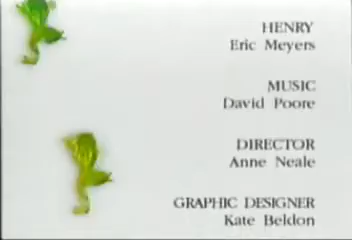 HENRY
Eric Meyers
MUSIC
David Poore
DIRECTOR
Anne Neale
GRAPHIC DESIGNER
Kate Beldon